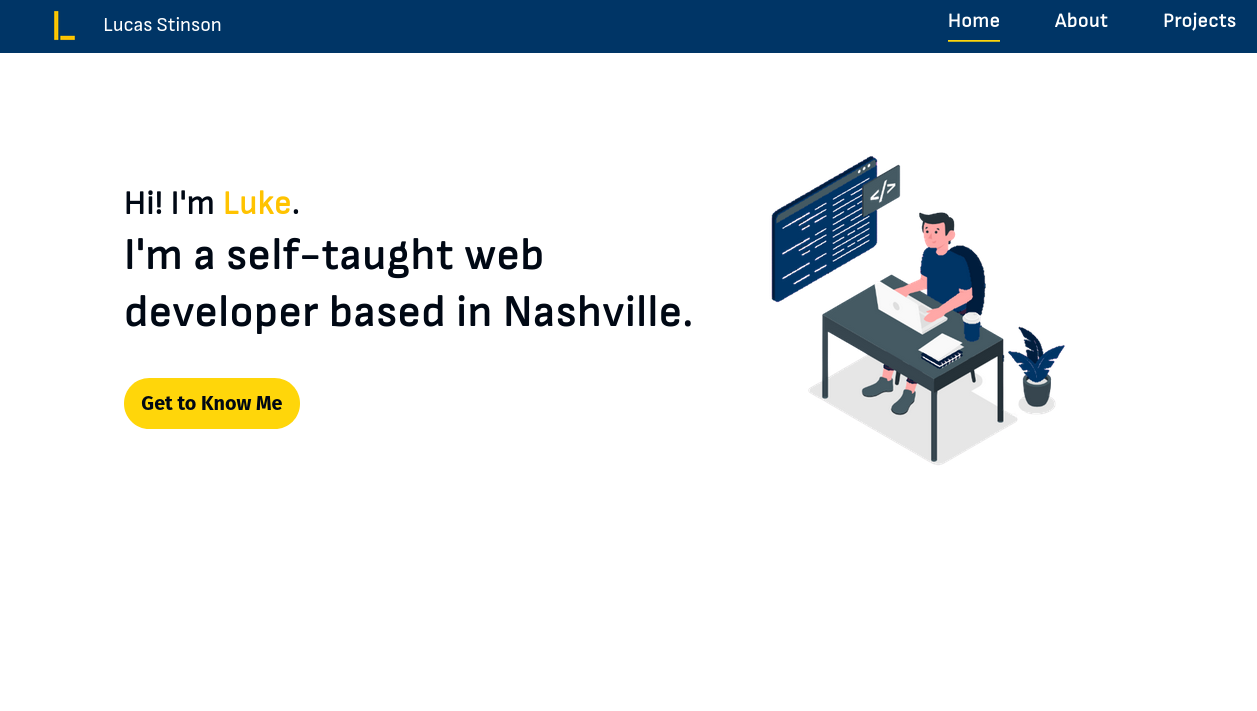 L_ Lucas Stinson
Home About Projects
</>
Hi! I'm Luke.
I'm a self-taught web
developer based in Nashville.
Get to Know Me